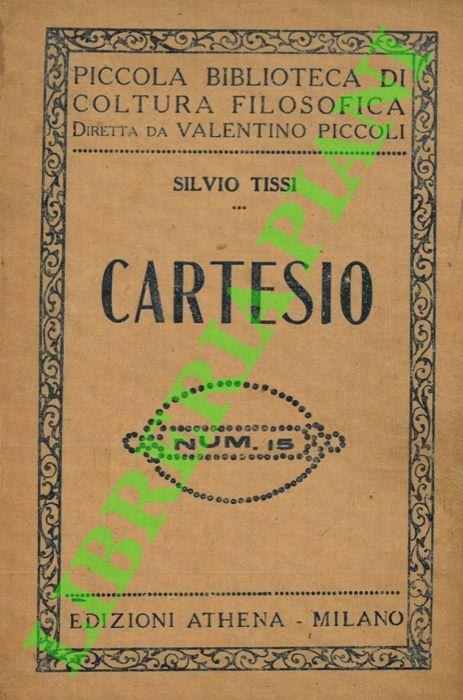 PICCOLA BIBLIOTECA DI
COLTURA FILOSOFICA
DIRETTA DA VALENTINO PICCOLI
SILVIO TISSI
CARTESIO
NUM. 15
EDIZIONI ATHENA - MILANO
LIBRERIA PIANI